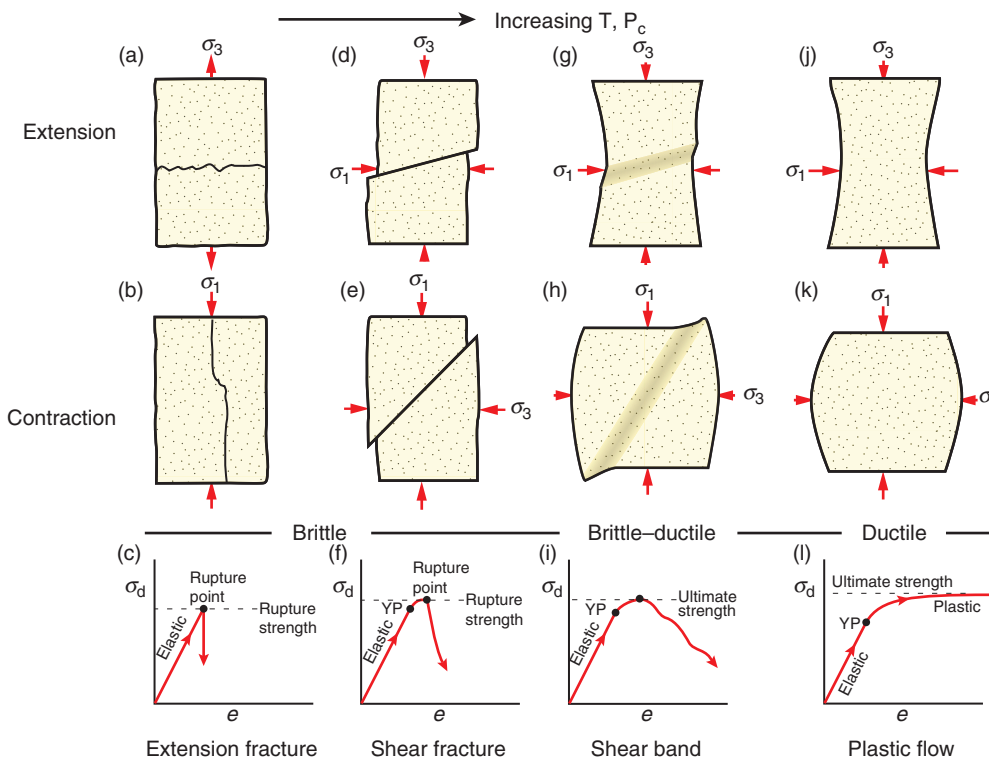 Increasing T, P_c
(a)
(d)
(g)
(j)
σ3
σ3
σ3
Extension
σ1
σ1
σ1
(b)
(e)
(h)
(k)
σ1
σ1
σ1
σ1
Contraction
σ3
σ3
σ
Brittle
Brittle–ductile
Ductile
(c)
(f)
(i)
(l)
σd
Rupture
point
Rupture
strength
Elastic
e
σd
Rupture
point
YP
Rupture
strength
Elastic
e
σd
YP
Ultimate
strength
Elastic
e
σd
Ultimate strength
Plastic
YP
Elastic
e
Extension fracture
Shear fracture
Shear band
Plastic flow